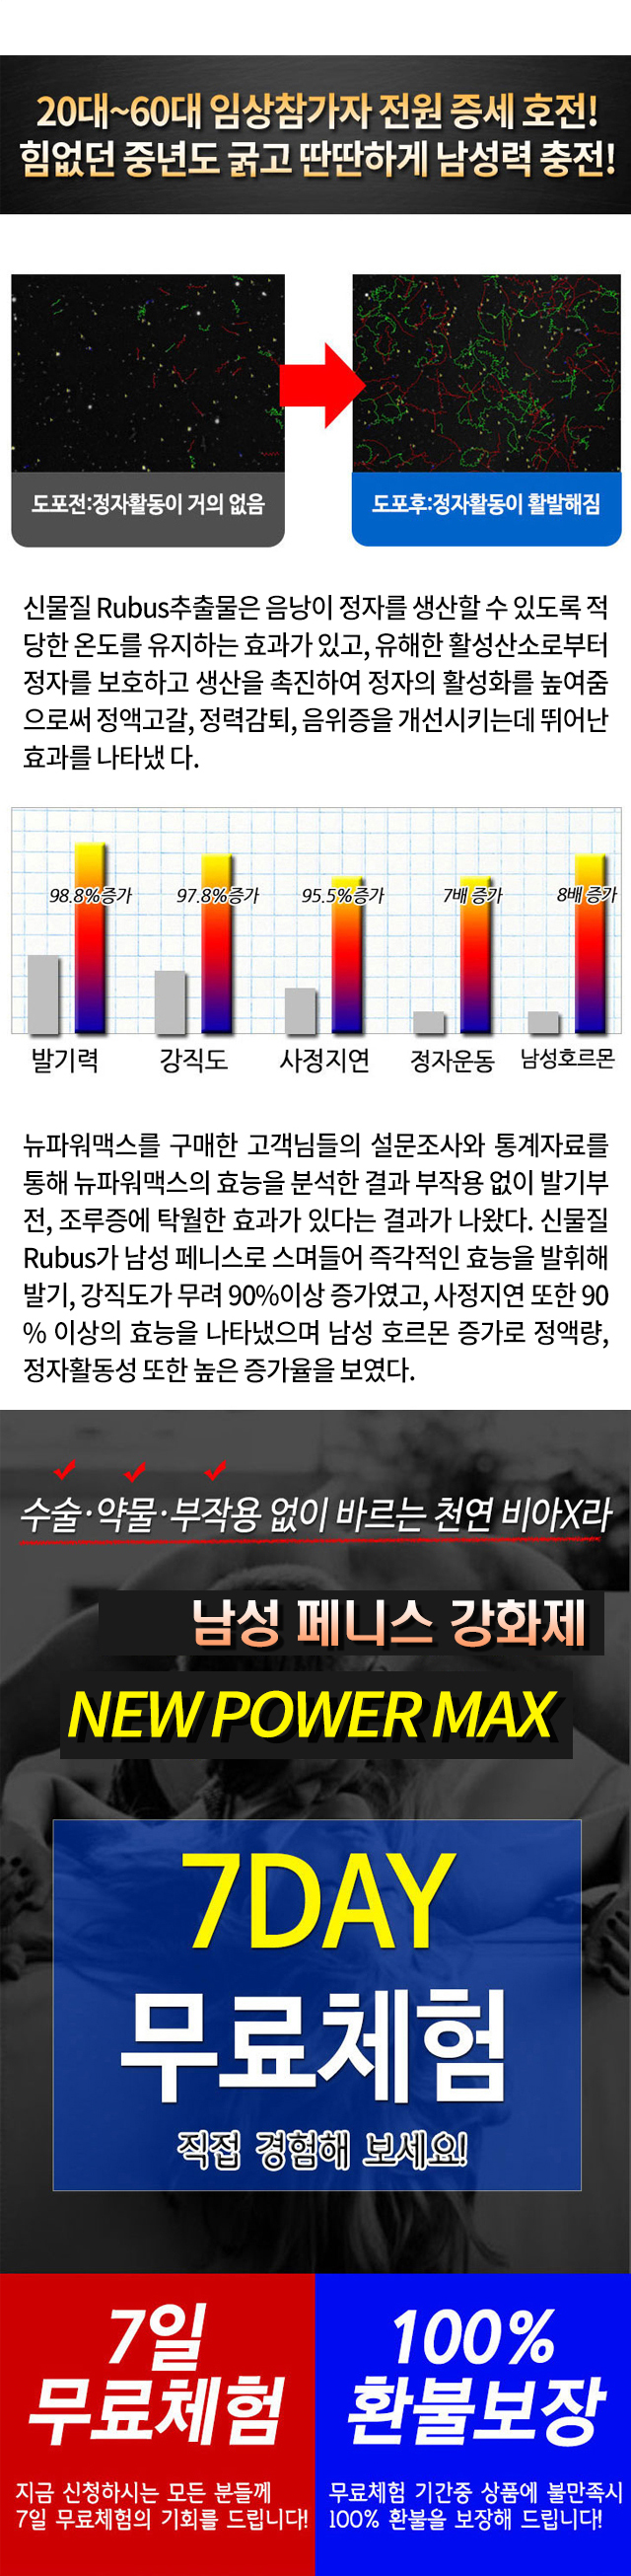 20대~60대 임상참가자 전원 증세 호전!
힘없던 중년도 굵고 딴딴하게 남성력 충전!
도포전:정자활동이 거의 없음
도포후:정자활동이 활발해짐
신물질 Rubus추출물은 음낭이 정자를 생산할 수 있도록 적
당한 온도를 유지하는 효과가 있고, 유해한 활성산소로부터
정자를 보호하고 생산을 촉진하여 정자의 활성화를 높여줌
으로써 정액고갈, 정력감퇴, 음위증을 개선시키는데 뛰어난
효과를 나타냈 다.
98.8%증가
97.8%증가
95.5%증가
7배 증가
8배 증가
발기력
강직도
사정지연
정자운동
남성호르몬
뉴파워맥스를 구매한 고객님들의 설문조사와 통계자료를
통해 뉴파워맥스의 효능을 분석한 결과 부작용 없이 발기부
전, 조루증에 탁월한 효과가 있다는 결과가 나왔다. 신물질
Rubus가 남성 페니스로 스며들어 즉각적인 효능을 발휘해
발기, 강직도가 무려 90%이상 증가였고, 사정지연 또한 90
% 이상의 효능을 나타냈으며 남성 호르몬 증가로 정액량,
정자활동성 또한 높은 증가율을 보였다.
수술·약물·부작용 없이 바르는 천연 비아X라
남성 페니스 강화제
NEW POWER MAX
7DAY
무료체험
직접 경험해 보세요!
7일
무료체험
지금 신청하시는 모든 분들께
7일 무료체험의 기회를 드립니다!
100%
환불보장
무료체험 기간중 상품에 불만족시
100% 환불을 보장해 드립니다!